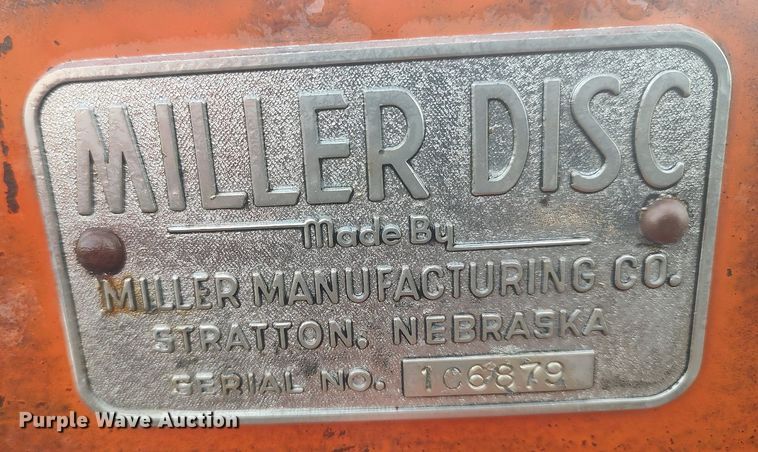 MILLER DISC
Made By
MILLER MANUFACTURING CO.
STRATTON, NEBRASKA
SERIAL NO. 1C6879
Purple Wave Auction